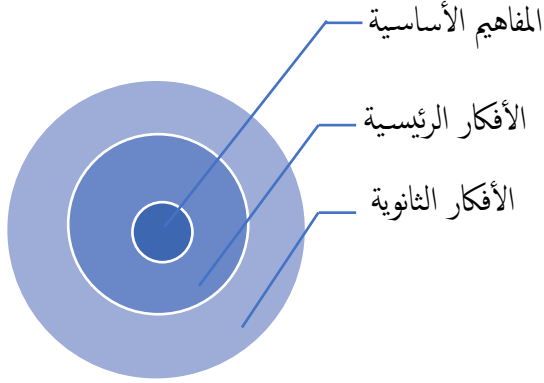 المفاهيم الأساسية
الأفكار الرئيسية
الأفكار الثانوية